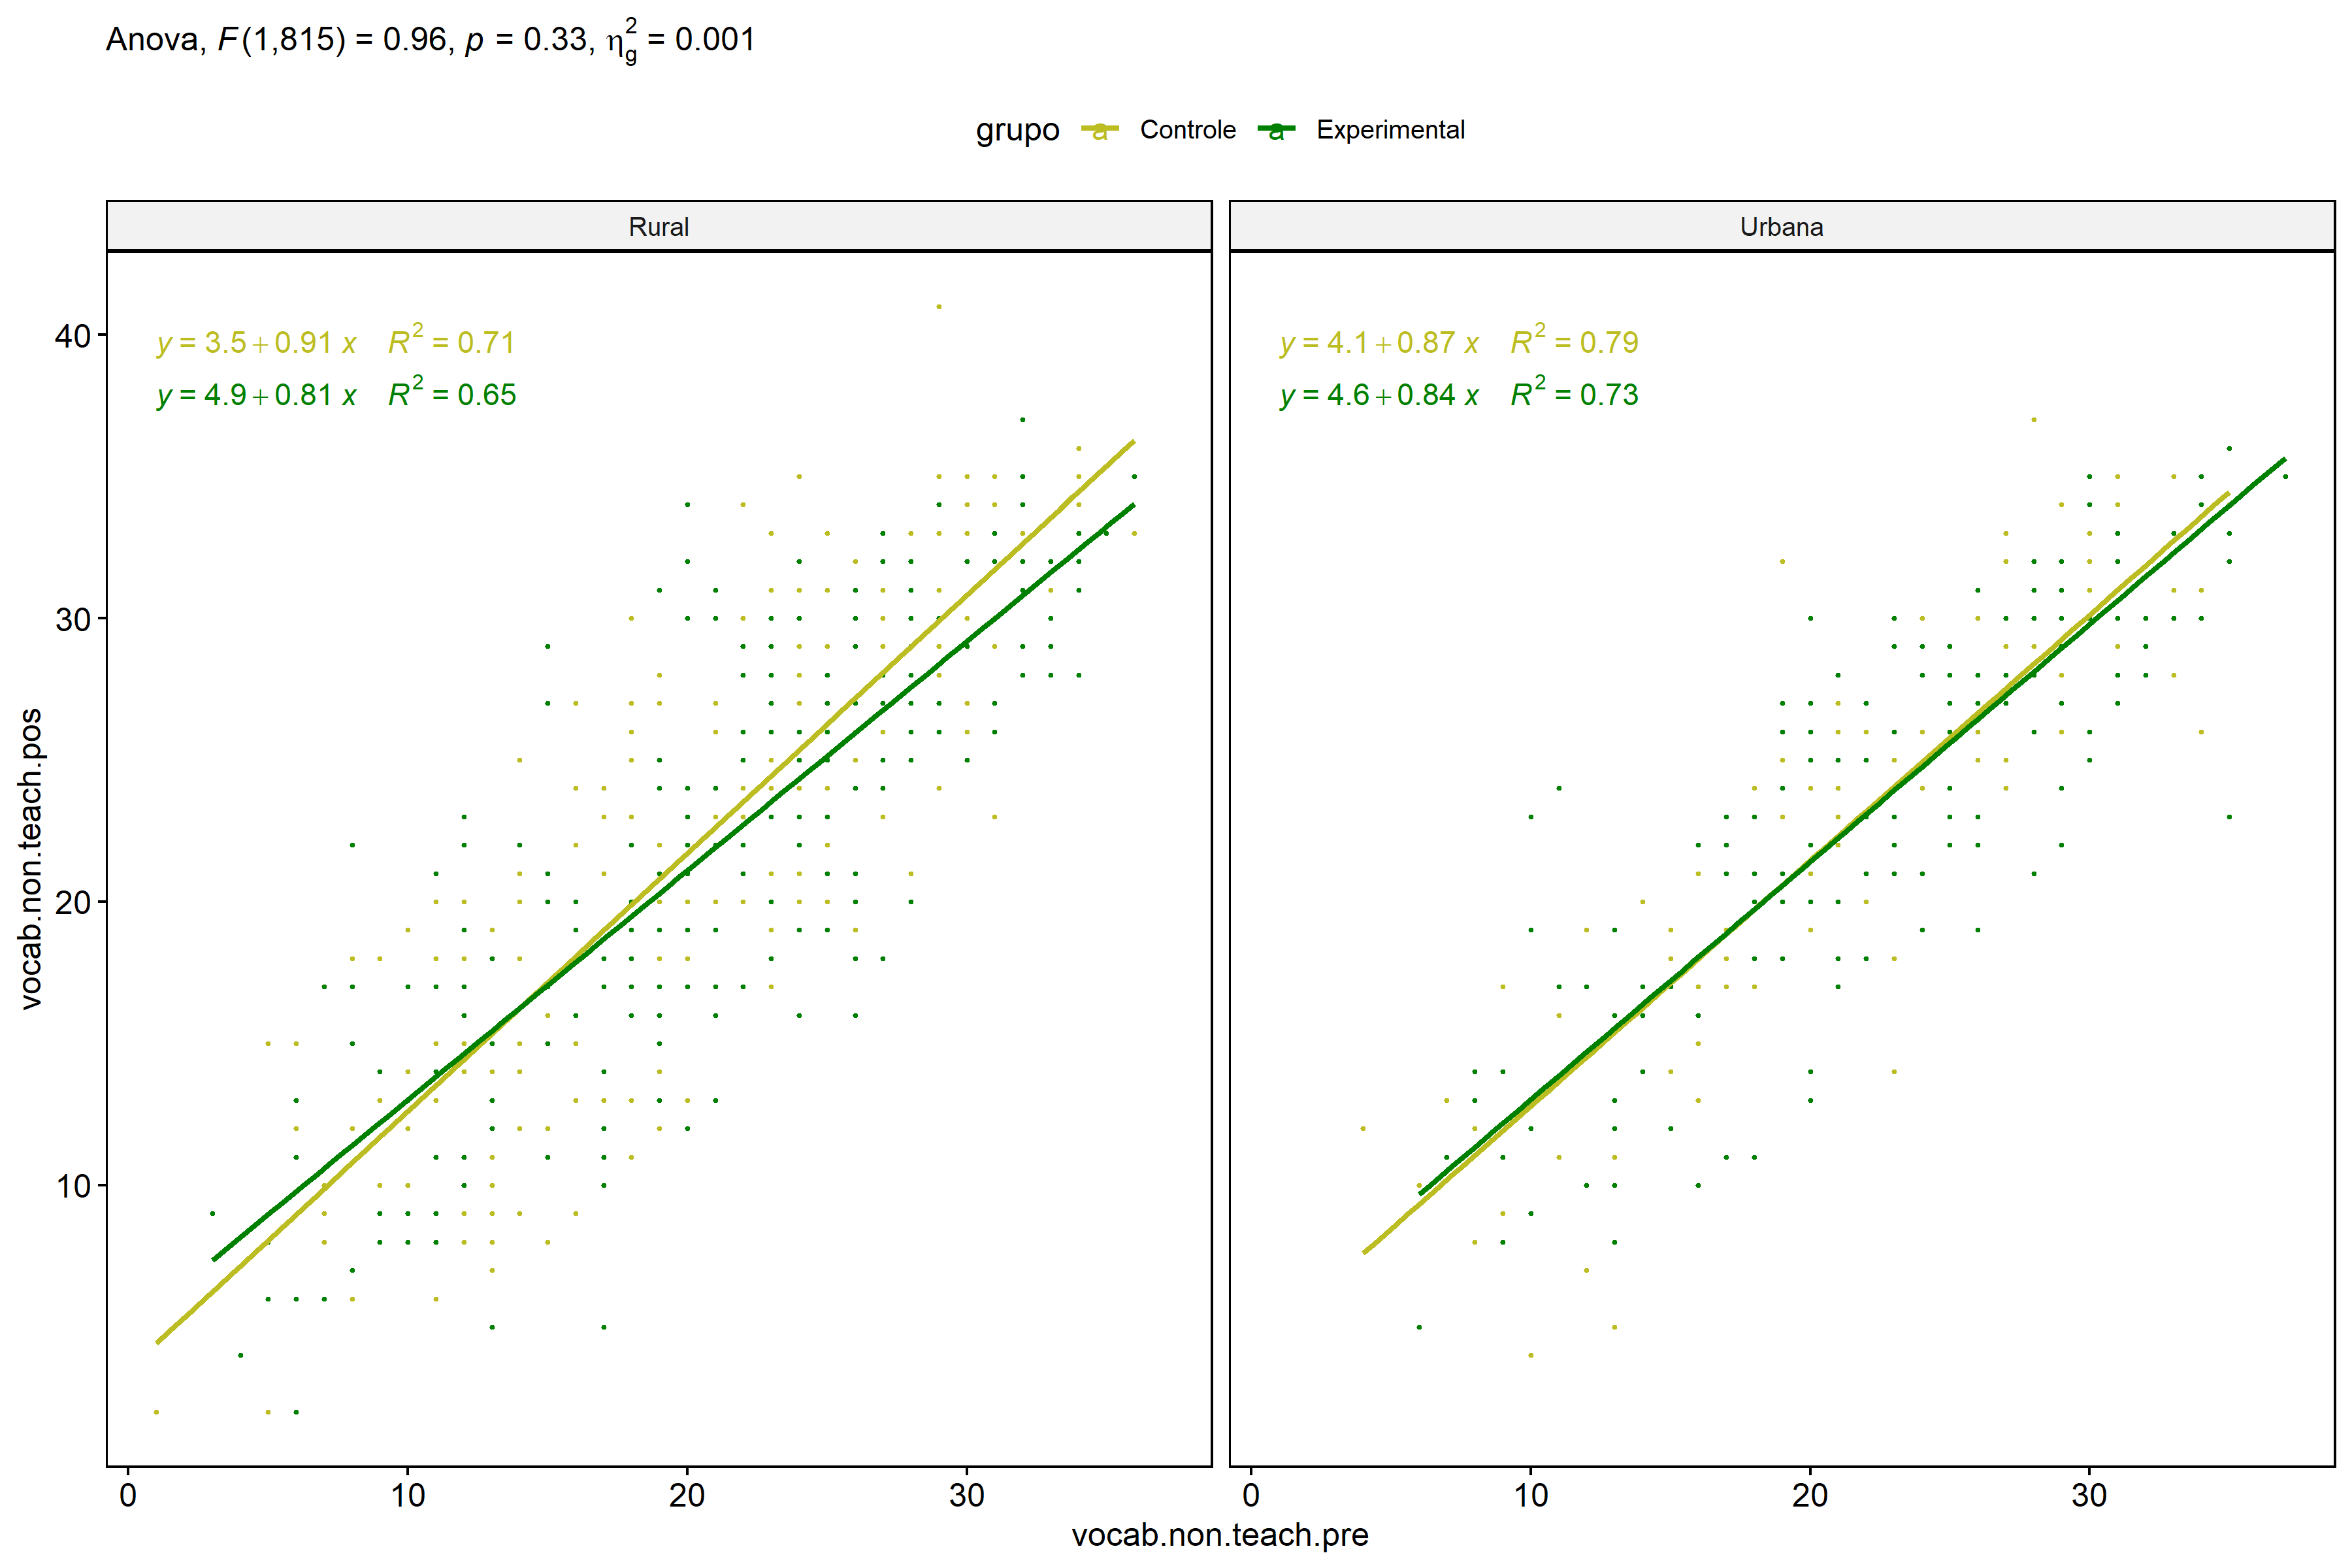 Anova, F(1,815) = 0.96, p = 0.33, η²g = 0.001
grupo a Controle a Experimental
Rural
Urbana
y = 3.5 + 0.91 x R² = 0.71
y = 4.9 + 0.81 x R² = 0.65
y = 4.1 + 0.87 x R² = 0.79
y = 4.6 + 0.84 x R² = 0.73
vocab.non.teach.pos
40
30
20
10
0 10 20 30
0 10 20 30
vocab.non.teach.pre